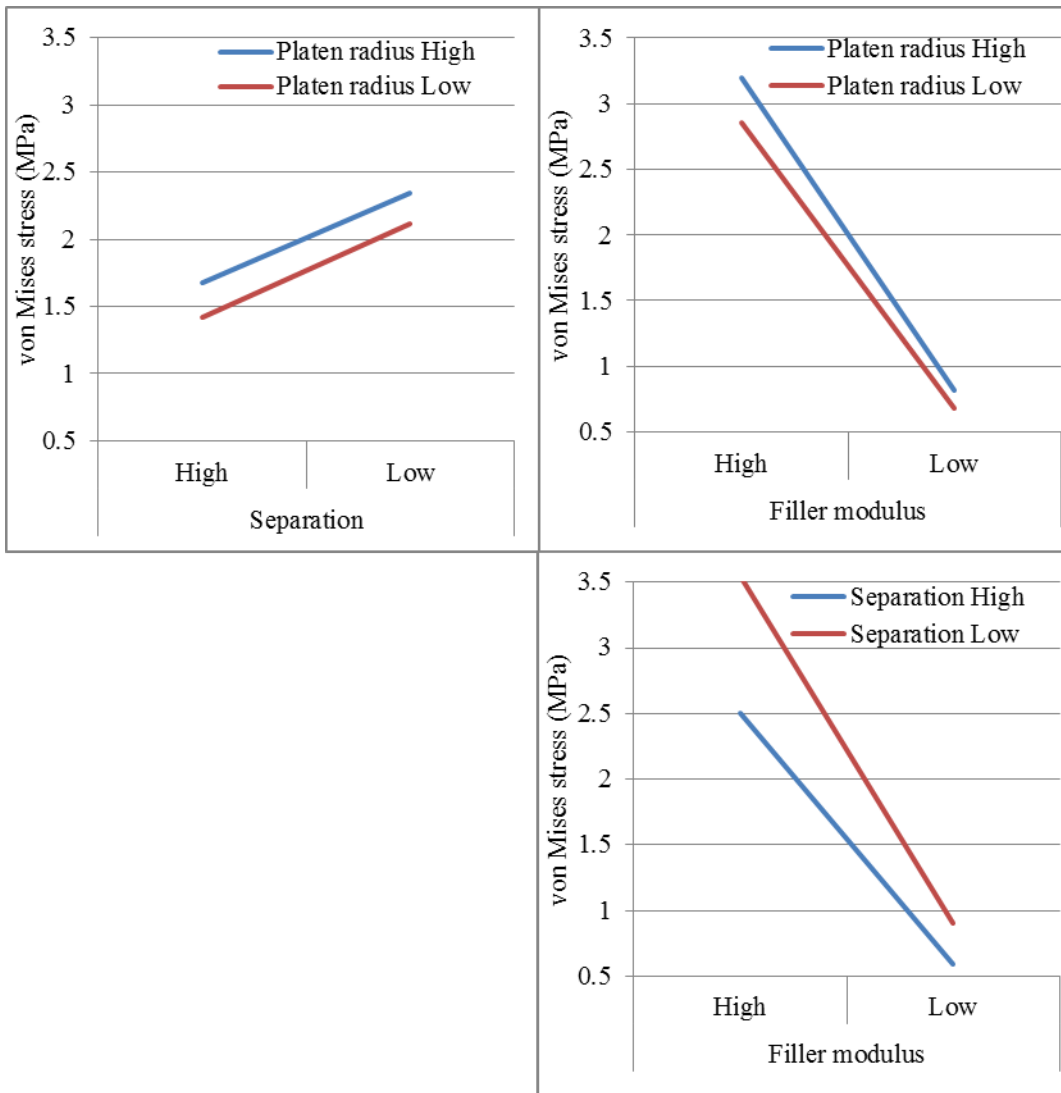 von Mises stress (MPa)
3.5
3
2.5
2
1.5
1
0.5
Platen radius High
Platen radius Low
High
Low
Separation
von Mises stress (MPa)
3.5
3
2.5
2
1.5
1
0.5
Platen radius High
Platen radius Low
High
Low
Filler modulus
von Mises stress (MPa)
3.5
3
2.5
2
1.5
1
0.5
Separation High
Separation Low
High
Low
Filler modulus